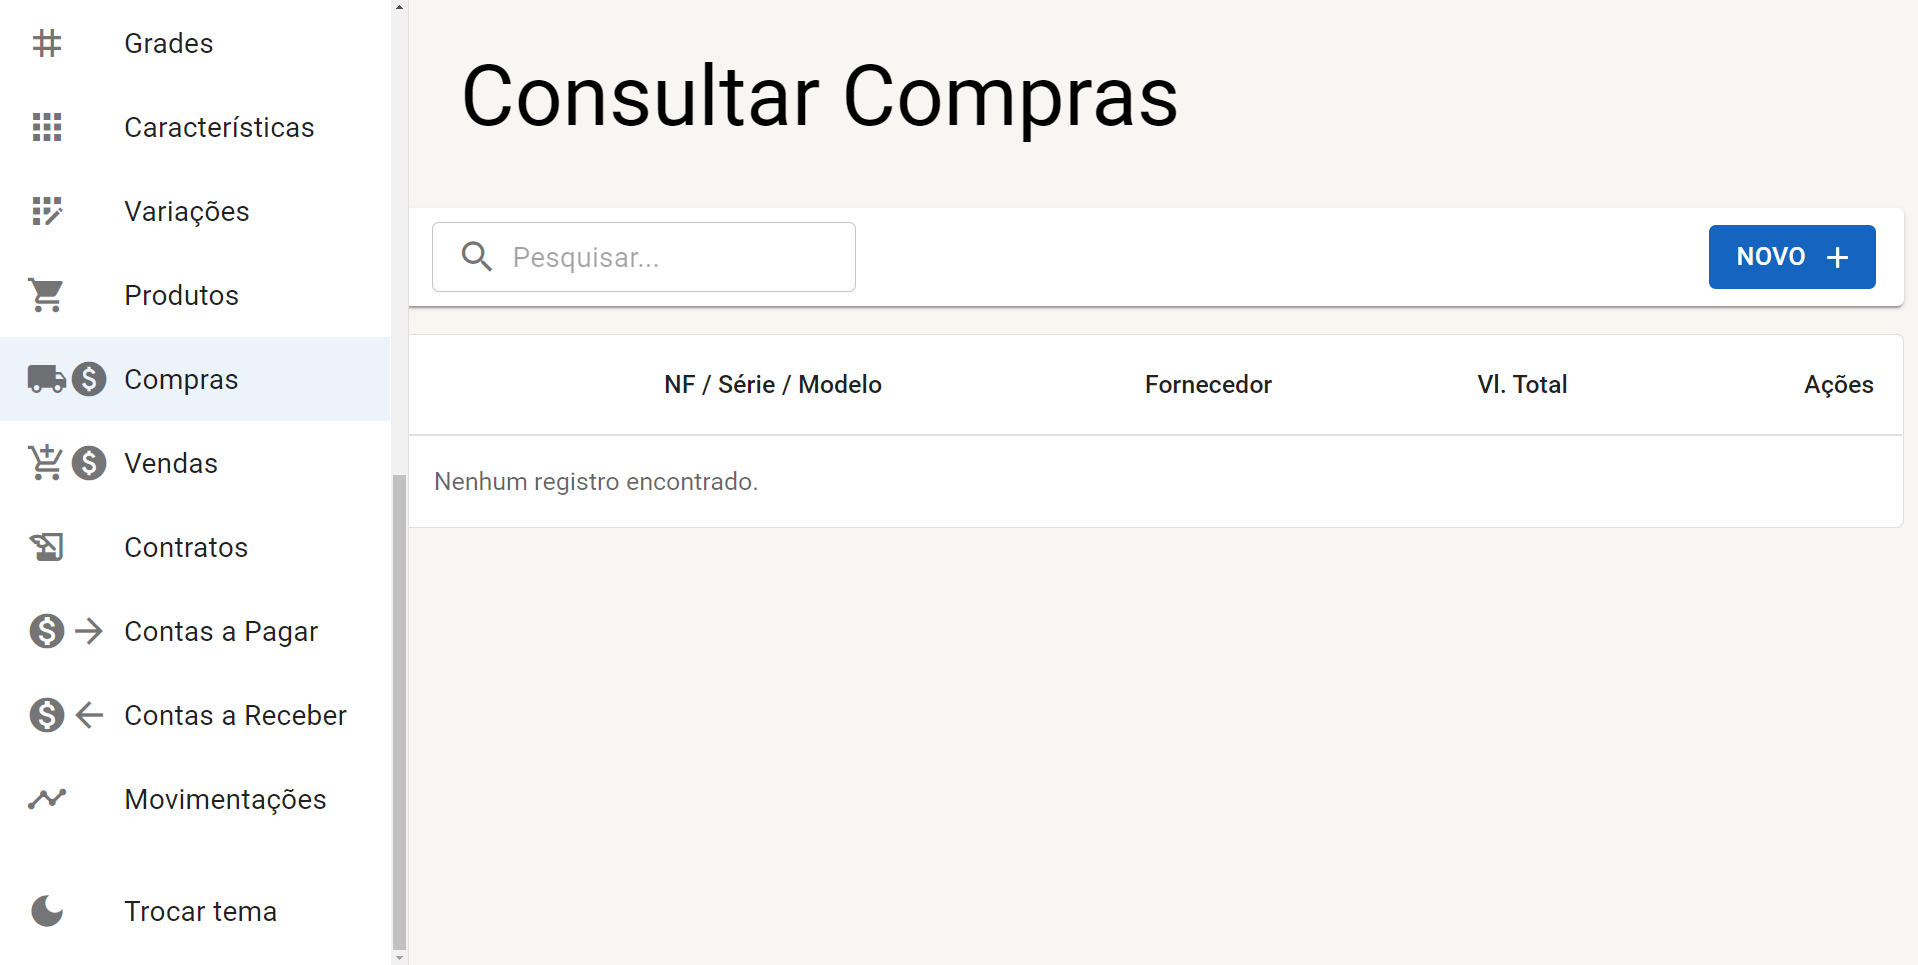 Grades
Características
Variações
Produtos
Compras
Vendas
Contratos
Contas a Pagar
Contas a Receber
Movimentações
Trocar tema
Consultar Compras
Pesquisar...
NOVO +
NF / Série / Modelo Fornecedor Vl. Total Ações
Nenhum registro encontrado.